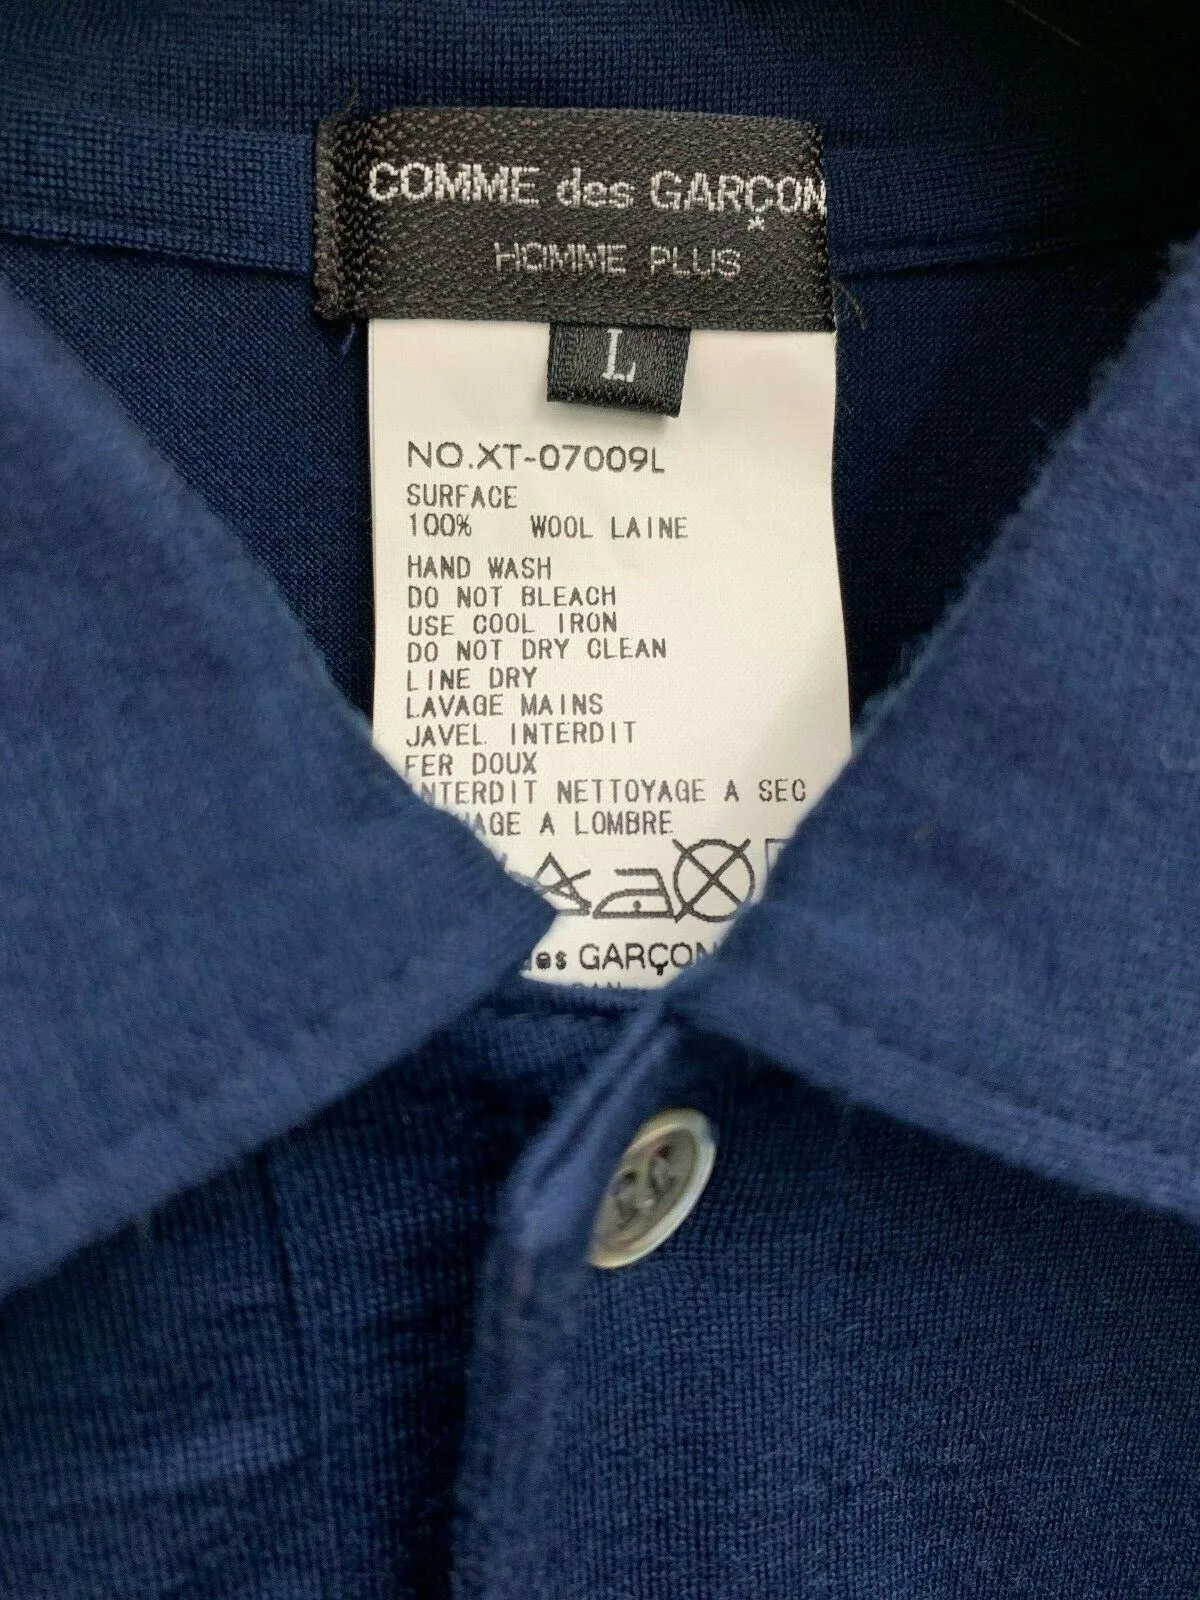 COMME des GARÇON
HOMME PLUS
L
NO.XT-07009L
SURFACE
100% WOOL LAINE
HAND WASH
DO NOT BLEACH
USE COOL IRON
DO NOT DRY CLEAN
LINE DRY
LAVAGE MAINS
JAVEL INTERDIT
FER DOUX
INTERDIT NETTOYAGE A SEC
A LOMBRE
des GARÇON